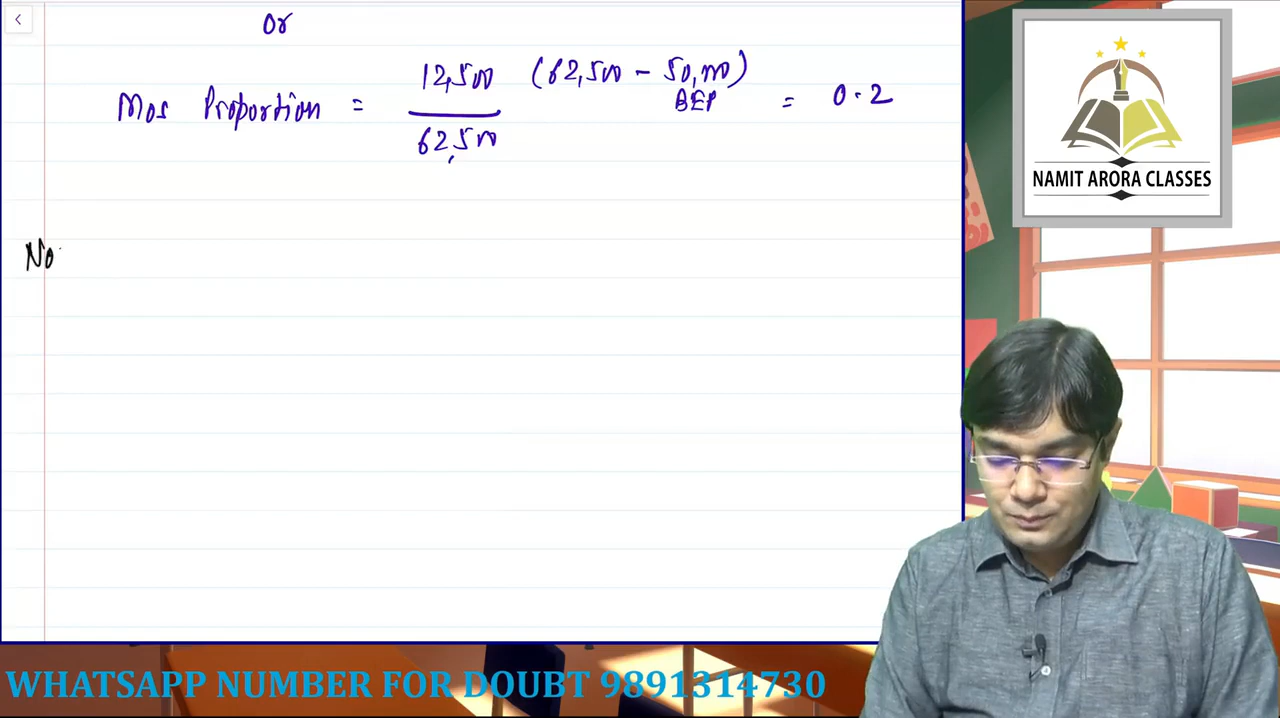 or
12,500 (62,500 - 50,000)
BEP
Mos Proportion = = 0.2
62,500
No
NAMIT ARORA CLASSES
WHATSAPP NUMBER FOR DOUBT 9891314730